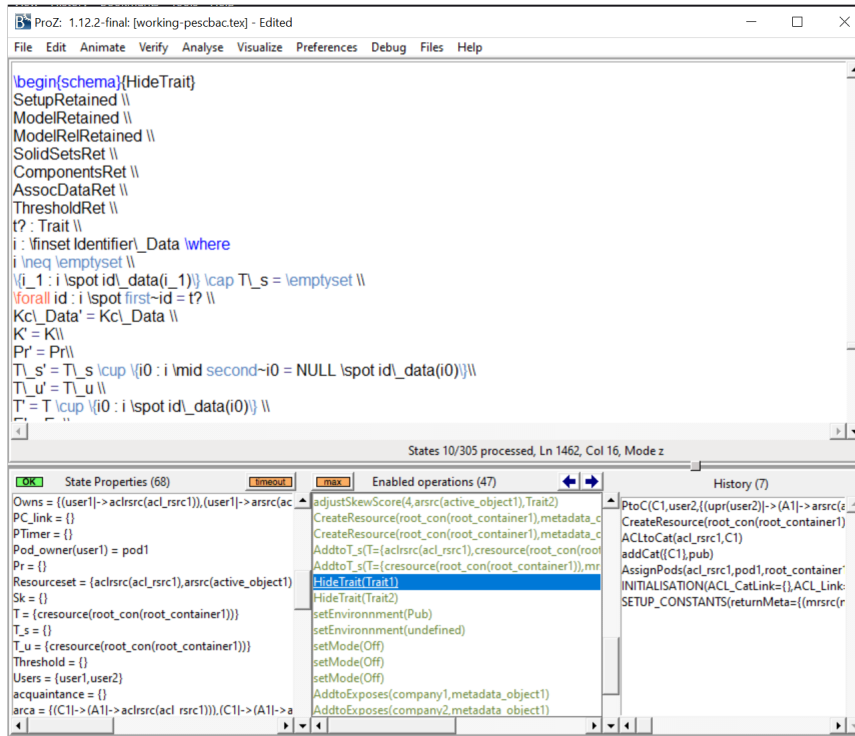 ProZ: 1.12.2-final: [working-pescbac.tex] - Edited
File Edit Animate Verify Analyse Visualize Preferences Debug Files Help
\begin{schema}{HideTrait}
SetupRetained \\
ModelRetained \\
ModelRelRetained \\
SolidSetsRet \\
ComponentsRet \\
AssocDataRet \\
ThresholdRet \\
t? : Trait \\
i : \finset Identifier\_Data \where
i \neq \emptyset \\
\{i_1 : i \spot id\_data(i_1)\} \cap T\_s = \emptyset \\
\forall id : i \spot first~id = t? \\
Kc\_Data' = Kc\_Data \\
K' = K\\
Pr' = Pr\\
T\_s' = T\_s \cup \{i0 : i \mid second~i0 = NULL \spot id\_data(i0)\}\\
T\_u' = T\_u \\
T' = T \cup \{i0 : i \spot id\_data(i0)\} \\
States 10/305 processed, Ln 1462, Col 16, Mode z
OK State Properties (68) timeout
Owns = {(user1|->aclrsrc(acl_rsrc1)),(user1|->arsrc(ac
PC_link = {}
PTimer = {}
Pod_owner(user1) = pod1
Pr = {}
Resourceset = {aclrsrc(acl_rsrc1),arsrc(active_object1)
Sk = {}
T = {cresource(root_con(root_container1))}
T_s = {}
T_u = {cresource(root_con(root_container1))}
Threshold = {}
Users = {user1,user2}
acquaintance = {}
arca = {(C1|->(A1|->aclrsrc(acl_rsrc1))),(C1|->(A1|->a
max Enabled operations (47)
adjustSkewScore(4,arsrc(active_object1),Trait2)
CreateResource(root_con(root_container1),metadata_c
CreateResource(root_con(root_container1),metadata_c
AddtoT_s(T={aclrsrc(acl_rsrc1),cresource(root_con(root
AddtoT_s(T={cresource(root_con(root_container1)),mr
HideTrait(Trait1)
HideTrait(Trait2)
setEnvironnment(Pub)
setEnvironnment(undefined)
setMode(Off)
setMode(Off)
setMode(Off)
AddtoExposes(company1,metadata_object1)
AddtoExposes(company2,metadata_object1)
History (7)
PtoC(C1,user2,{(upr(user2)|->(A1|->arsrc(a
CreateResource(root_con(root_container1)
ACLtoCat(acl_rsrc1,C1)
addCat({C1},pub)
AssignPods(acl_rsrc1,pod1,root_container1
INITIALISATION(ACL_CatLink={},ACL_Link=
SETUP_CONSTANTS(returnMeta={(mrsrc(r